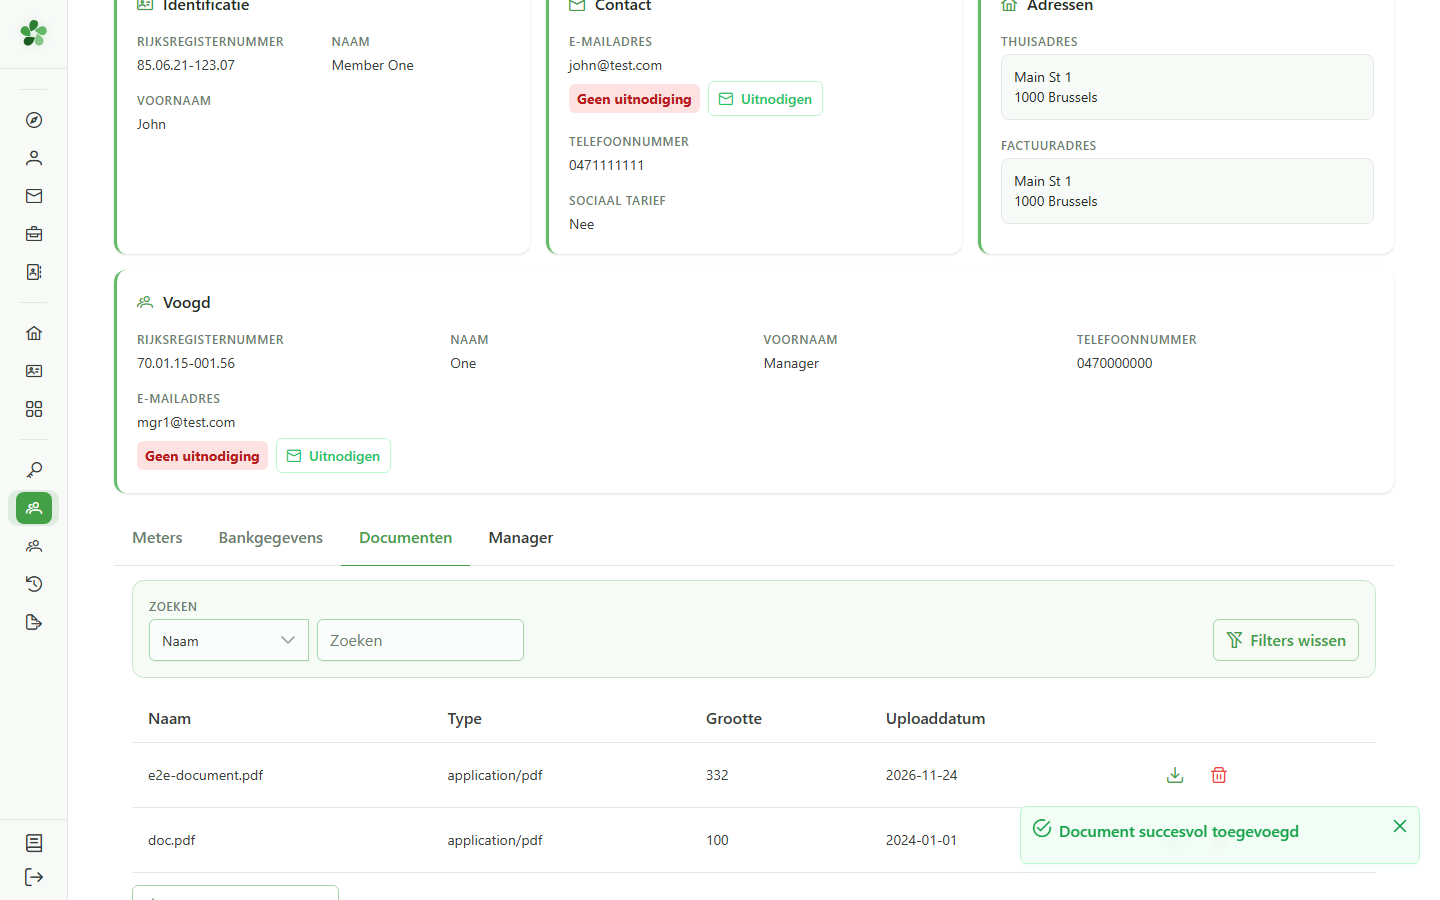 Identificatie
RIJKSREGISTERNUMMER
85.06.21-123.07
NAAM
Member One
VOORNAAM
John
Contact
E-MAILADRES
john@test.com
Geen uitnodiging
Uitnodigen
TELEFOONNUMMER
0471111111
SOCIAAL TARIEF
Nee
Adressen
THUISADRES
Main St 1
1000 Brussels
FACTUURADRES
Main St 1
1000 Brussels
Voogd
RIJKSREGISTERNUMMER
70.01.15-001.56
NAAM
One
VOORNAAM
Manager
TELEFOONNUMMER
0470000000
E-MAILADRES
mgr1@test.com
Geen uitnodiging
Uitnodigen
Meters
Bankgegevens
Documenten
Manager
ZOEKEN
Naam
Zoeken
Filters wissen
Naam Type Grootte Uploaddatum
e2e-document.pdf application/pdf 332 2026-11-24
doc.pdf application/pdf 100 2024-01-01
Document succesvol toegevoegd